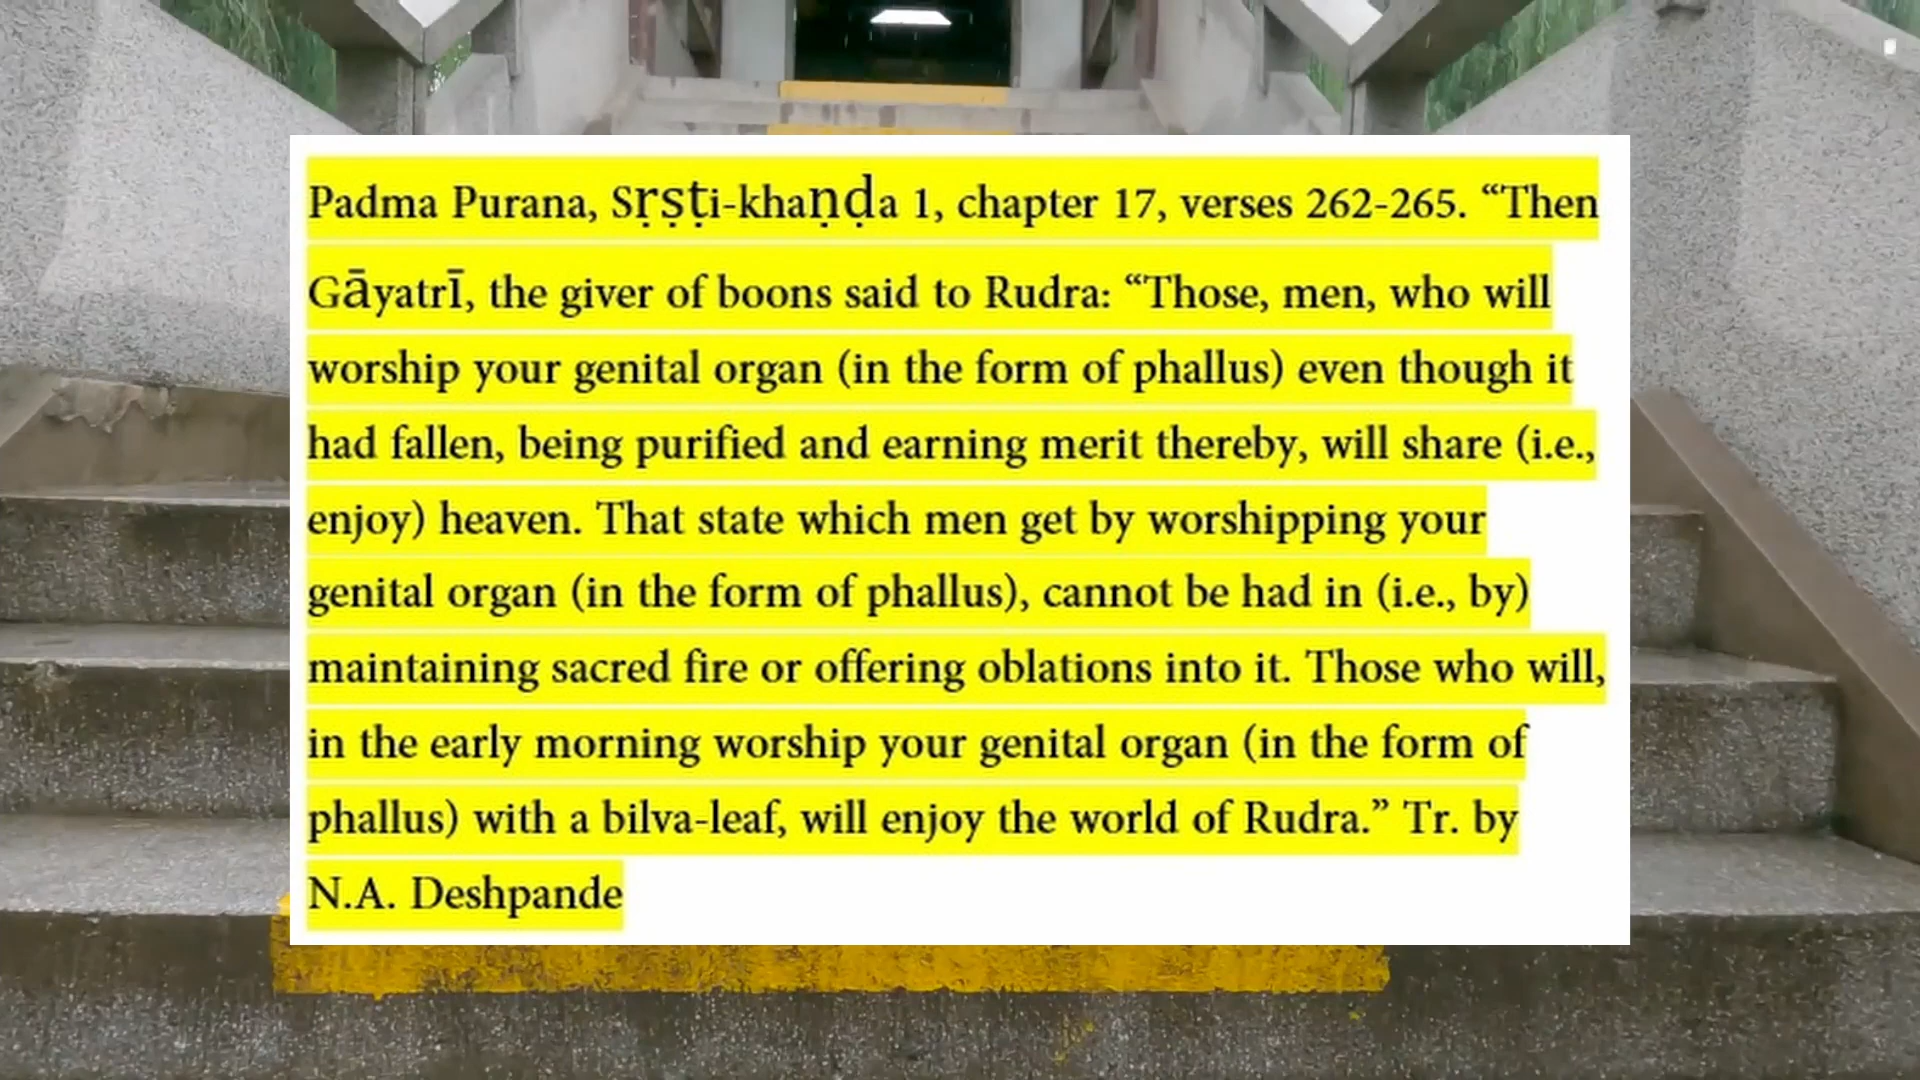 Padma Purana, Sṛṣṭi-khaṇḍa 1, chapter 17, verses 262-265. “Then
Gāyatrī, the giver of boons said to Rudra: “Those, men, who will
worship your genital organ (in the form of phallus) even though it
had fallen, being purified and earning merit thereby, will share (i.e.,
enjoy) heaven. That state which men get by worshipping your
genital organ (in the form of phallus), cannot be had in (i.e., by)
maintaining sacred fire or offering oblations into it. Those who will,
in the early morning worship your genital organ (in the form of
phallus) with a bilva-leaf, will enjoy the world of Rudra.” Tr. by
N.A. Deshpande